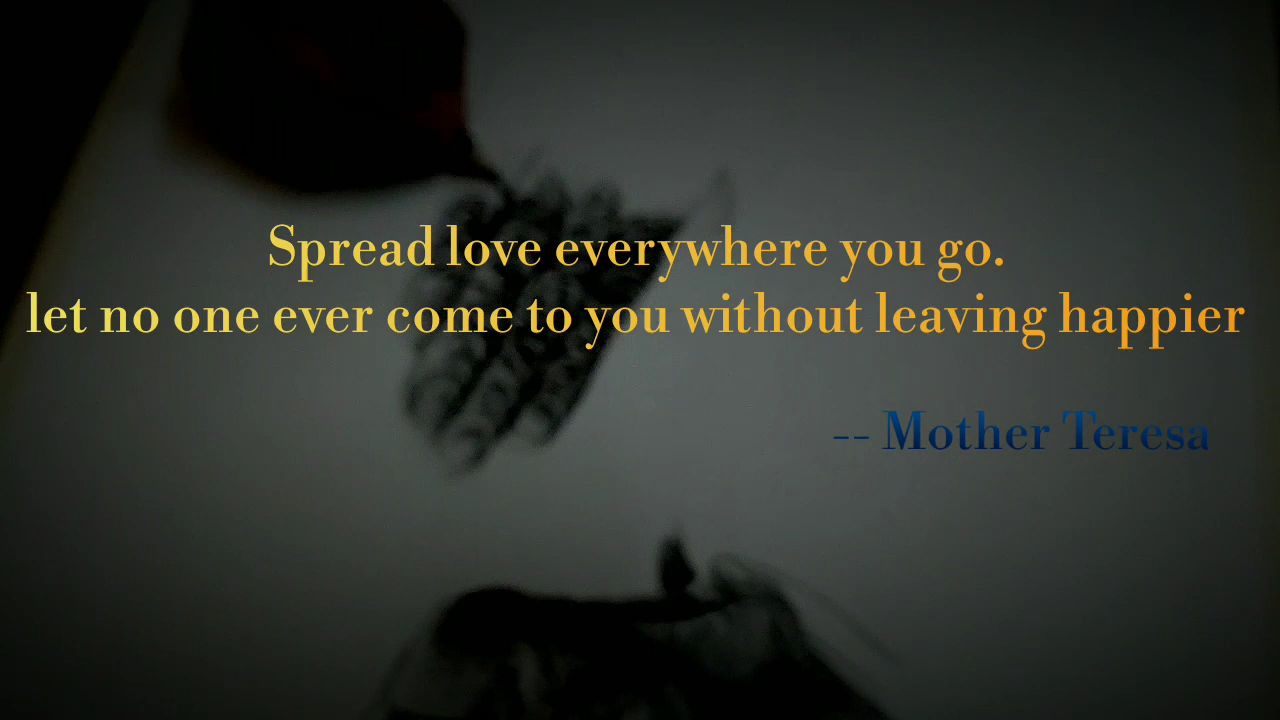 Spread love everywhere you go.
let no one ever come to you without leaving happier
-- Mother Teresa